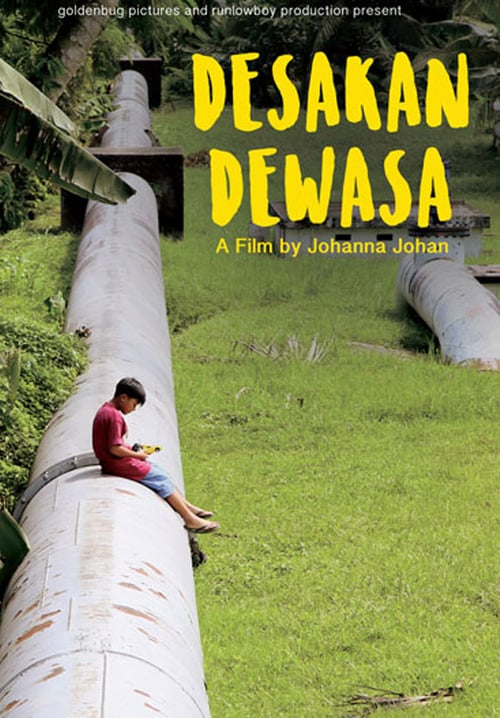 goldenbug pictures and runlowboy production present
DESAKAN
DEWASA
A Film by Johanna Johan